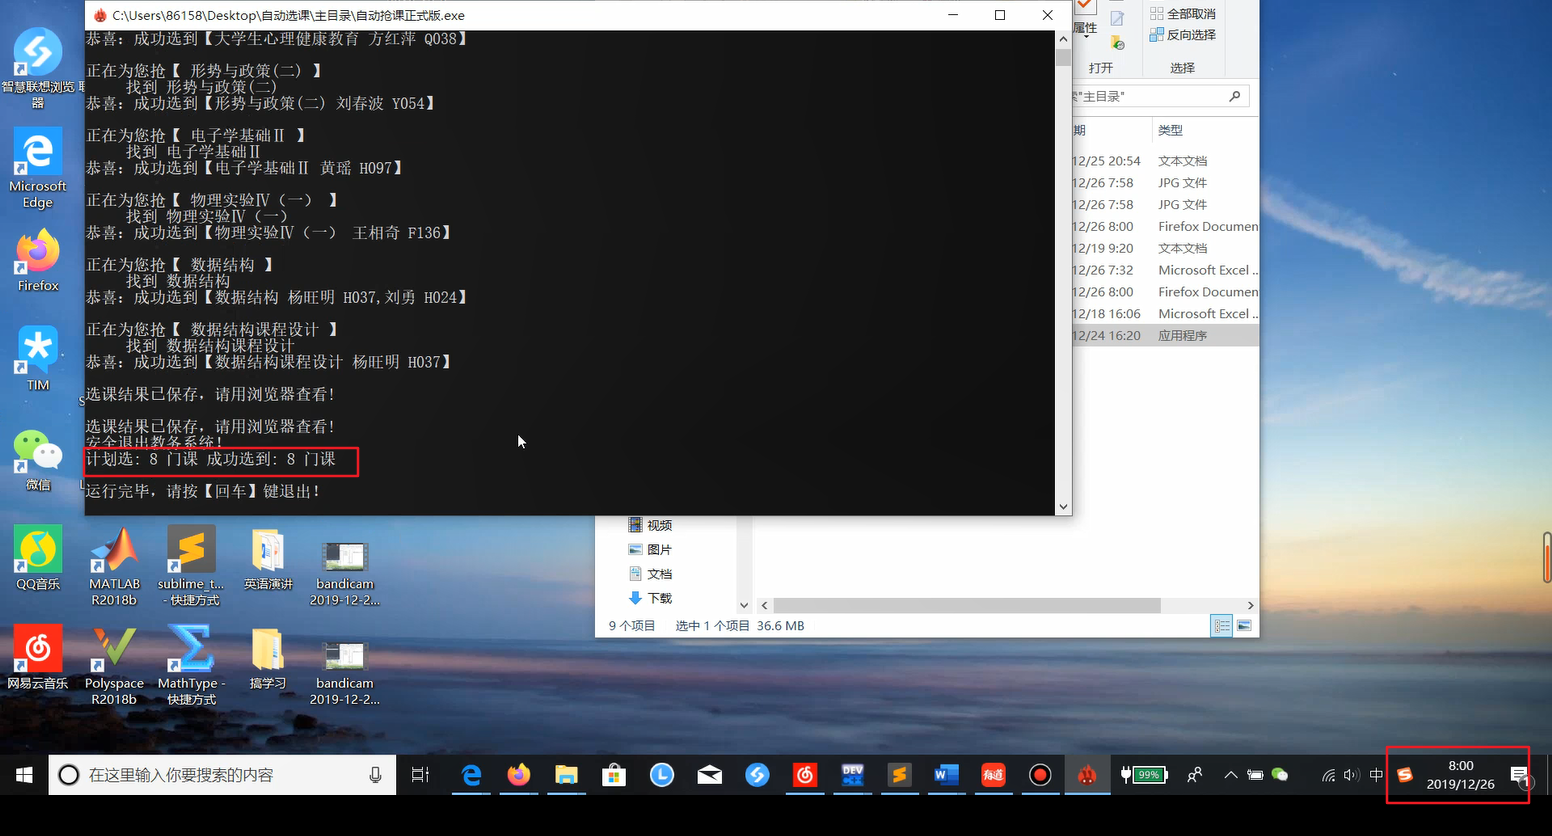 C:\Users\86158\Desktop\自动选课\主目录\自动抢课正式版.exe
恭喜: 成功选到【大学生心理健康教育 方红萍 Q038】
正在为您抢【 形势与政策(二) 】
找到 形势与政策(二)
恭喜: 成功选到【形势与政策(二) 刘春波 Y054】
正在为您抢【 电子学基础Ⅱ 】
找到 电子学基础Ⅱ
恭喜: 成功选到【电子学基础Ⅱ 黄瑶 H097】
正在为您抢【 物理实验Ⅳ（一） 】
找到 物理实验Ⅳ（一）
恭喜: 成功选到【物理实验Ⅳ（一） 王相奇 F136】
正在为您抢【 数据结构 】
找到 数据结构
恭喜: 成功选到【数据结构 杨旺明 H037,刘勇 H024】
正在为您抢【 数据结构课程设计 】
找到 数据结构课程设计
恭喜: 成功选到【数据结构课程设计 杨旺明 H037】
选课结果已保存，请用浏览器查看!
选课结果已保存，请用浏览器查看!
安全退出教务系统!
计划选: 8 门课 成功选到: 8 门课
运行完毕，请按【回车】键退出!
属性
打开
全部取消
反向选择
选择
"主目录"
期 类型
12/25 20:54 文本文档
12/26 7:58 JPG 文件
12/26 7:58 JPG 文件
12/26 8:00 Firefox Documen
12/19 9:20 文本文档
12/26 7:32 Microsoft Excel ..
12/26 8:00 Firefox Documen
12/18 16:06 Microsoft Excel ..
12/24 16:20 应用程序
视频
图片
文档
下载
9 个项目 选中 1 个项目 36.6 MB
智慧联想浏览
器
Microsoft
Edge
Firefox
TIM
微信
QQ音乐
MATLAB
R2018b
sublime_t...
- 快捷方式
英语演讲
bandicam
2019-12-2...
网易云音乐
Polyspace
R2018b
MathType -
快捷方式
搞学习
bandicam
2019-12-2...
在这里输入你要搜索的内容
DEV
有道
99%
中
8:00
2019/12/26
1